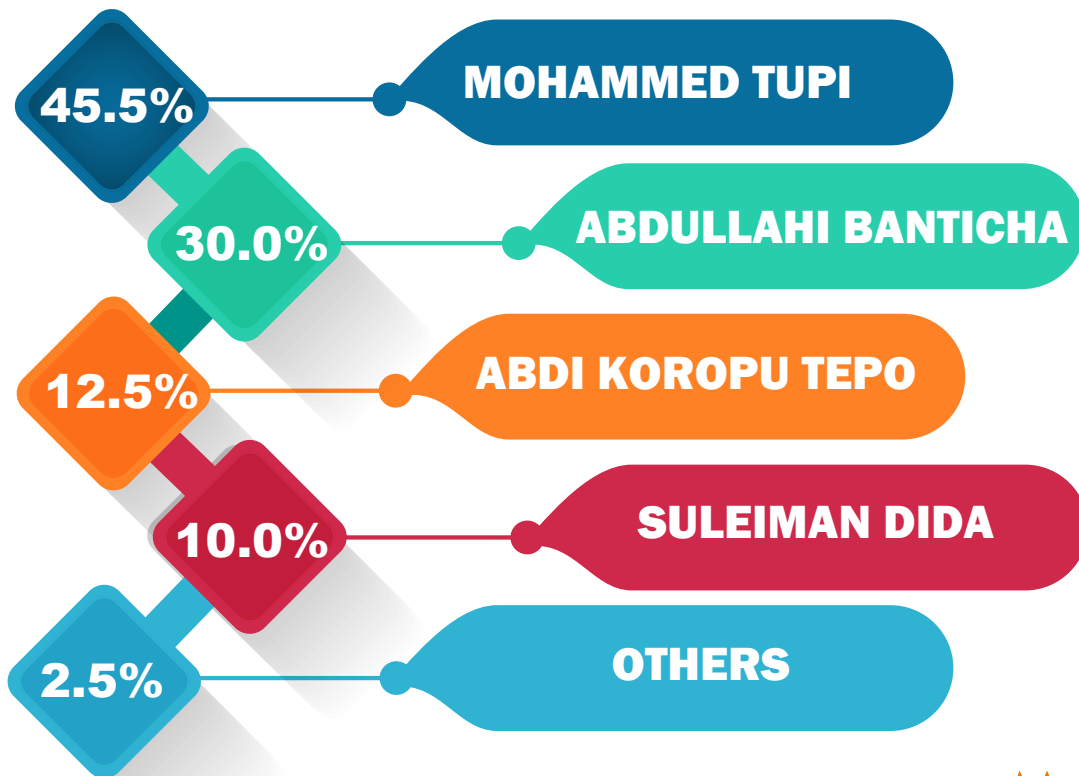 45.5% MOHAMMED TUPI
30.0% ABDULLAHI BANTICHA
12.5% ABDI KOROPU TEPO
10.0% SULEIMAN DIDA
2.5% OTHERS